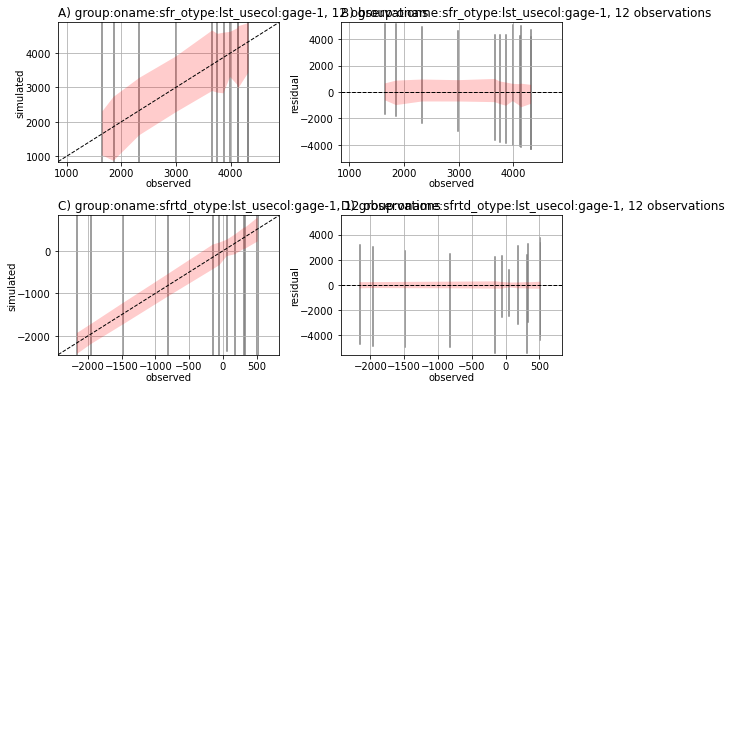 A) group:oname:sfr_otype:lst_usecol:gage-1, 12 observations
B) group:oname:sfr_otype:lst_usecol:gage-1, 12 observations
simulated
4000
3000
2000
1000
1000 2000 3000 4000
observed
residual
4000
2000
0
−2000
−4000
1000 2000 3000 4000
observed
C) group:oname:sfrtd_otype:lst_usecol:gage-1, 12 observations
D) group:oname:sfrtd_otype:lst_usecol:gage-1, 12 observations
simulated
0
−1000
−2000
−2000 −1500 −1000 −500 0 500
observed
residual
4000
2000
0
−2000
−4000
−2000 −1500 −1000 −500 0 500
observed